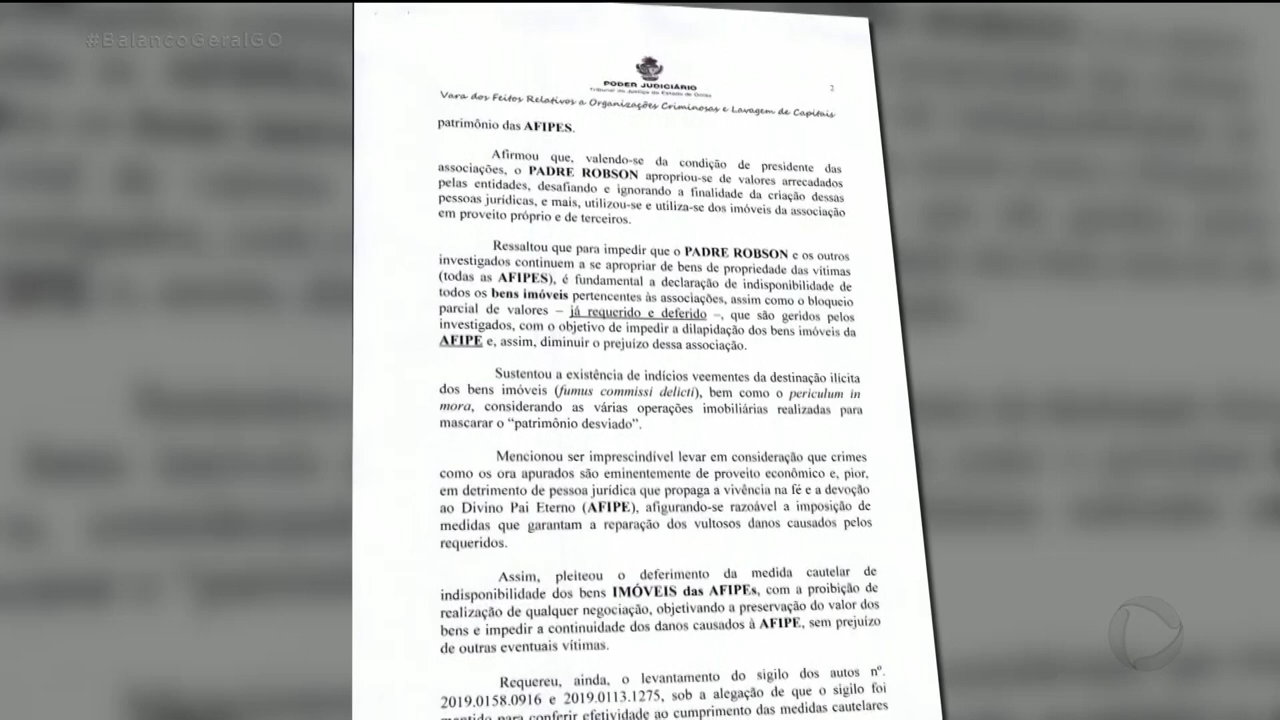 #BalancoGeralGO
PODER JUDICIÁRIO
Tribunal de Justiça do Estado de Goiás
2
Vara dos Feitos Relativos a Organizações Criminosas e Lavagem de Capitais
patrimônio das AFIPES.
Afirmou que, valendo-se da condição de presidente das
associações, o PADRE ROBSON apropriou-se de valores arrecadados
pelas entidades, desafiando e ignorando a finalidade da criação dessas
pessoas jurídicas, e mais, utilizou-se e utiliza-se dos imóveis da associação
em proveito próprio e de terceiros.
Ressaltou que para impedir que o PADRE ROBSON e os outros
investigados continuem a se apropriar de bens de propriedade das vítimas
(todas as AFIPES), é fundamental a declaração de indisponibilidade de
todos os bens imóveis pertencentes às associações, assim como o bloqueio
parcial de valores – já requerido e deferido –, que são geridos pelos
investigados, com o objetivo de impedir a dilapidação dos bens imóveis da
AFIPE e, assim, diminuir o prejuízo dessa associação.
Sustentou a existência de indícios veementes da destinação ilícita
dos bens imóveis (fumus commissi delicti), bem como o periculum in
mora, considerando as várias operações imobiliárias realizadas para
mascarar o “patrimônio desviado”.
Mencionou ser imprescindível levar em consideração que crimes
como os ora apurados são eminentemente de proveito econômico e, pior,
em detrimento de pessoa jurídica que propaga a vivência na fé e a devoção
ao Divino Pai Eterno (AFIPE), afigurando-se razoável a imposição de
medidas que garantam a reparação dos vultosos danos causados pelos
requeridos.
Assim, pleiteou o deferimento da medida cautelar de
indisponibilidade dos bens IMÓVEIS das AFIPEs, com a proibição de
realização de qualquer negociação, objetivando a preservação do valor dos
bens e impedir a continuidade dos danos causados à AFIPE, sem prejuízo
de outras eventuais vítimas.
Requereu, ainda, o levantamento do sigilo dos autos nº.
2019.0158.0916 e 2019.0113.1275, sob a alegação de que o sigilo foi
mantido para conferir efetividade ao cumprimento das medidas cautelares